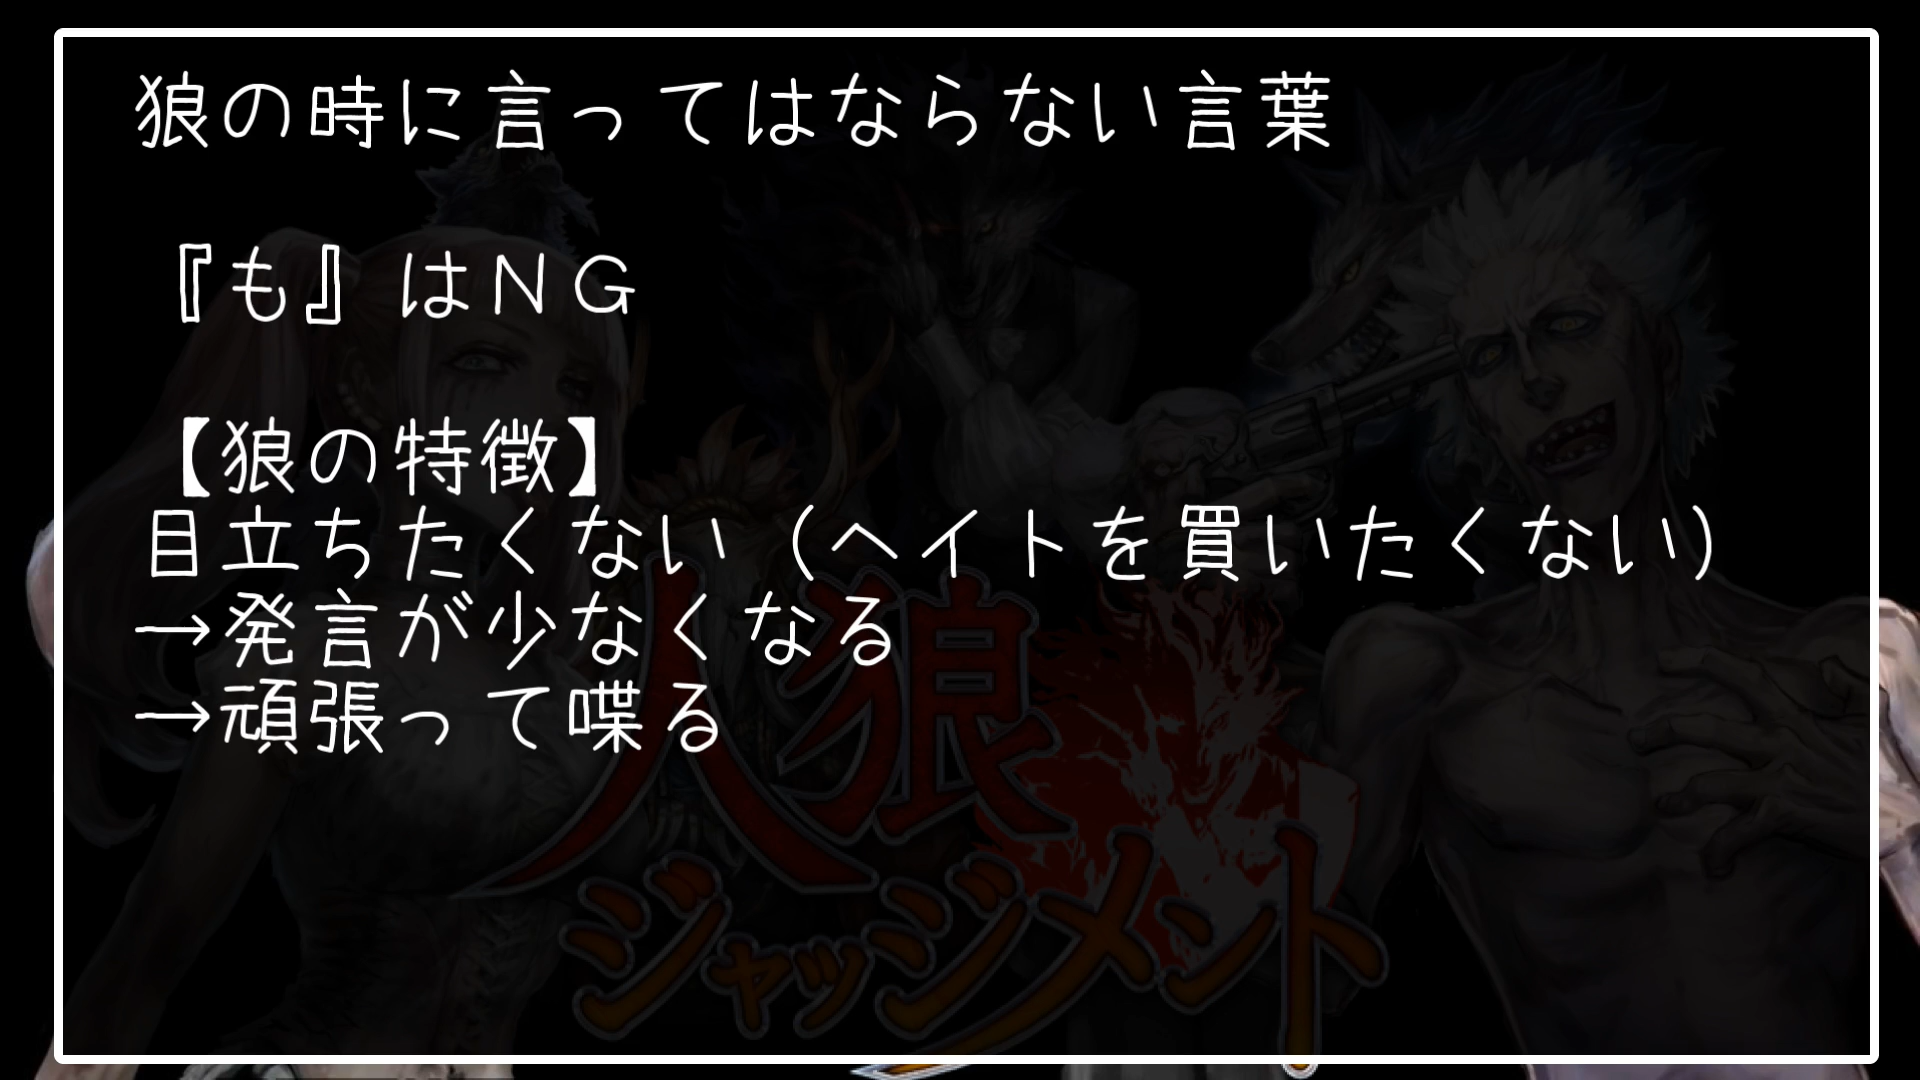 狼の時に言ってはならない言葉
『も』はＮＧ
【狼の特徴】
目立ちたくない（ヘイトを買いたくない）
→発言が少なくなる
→頑張って喋る
人狼
ジャッジメント